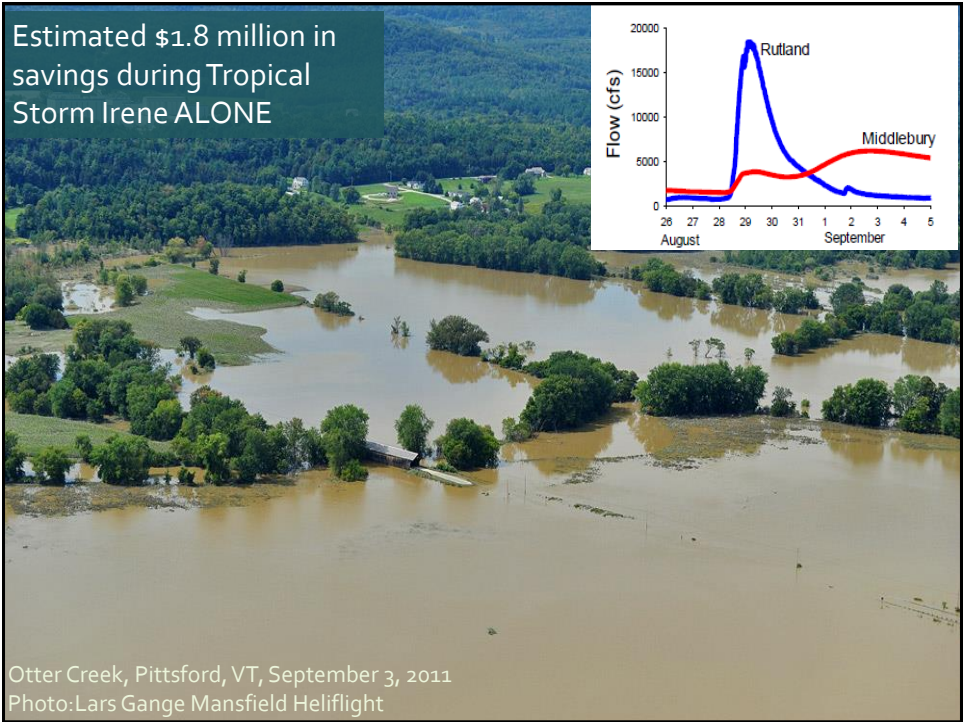 Estimated $1.8 million in
savings during Tropical
Storm Irene ALONE
20000
15000
10000
5000
0
Flow (cfs)
Rutland
Middlebury
26 27 28 29 30 31 1 2 3 4 5
August September
Otter Creek, Pittsford, VT, September 3, 2011
Photo:Lars Gange Mansfield Heliflight